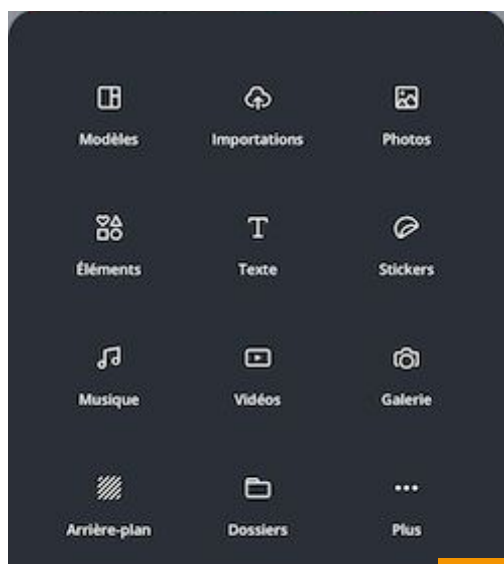 Modèles
Importations
Photos
Éléments
Texte
Stickers
Musique
Vidéos
Galerie
Arrière-plan
Dossiers
Plus